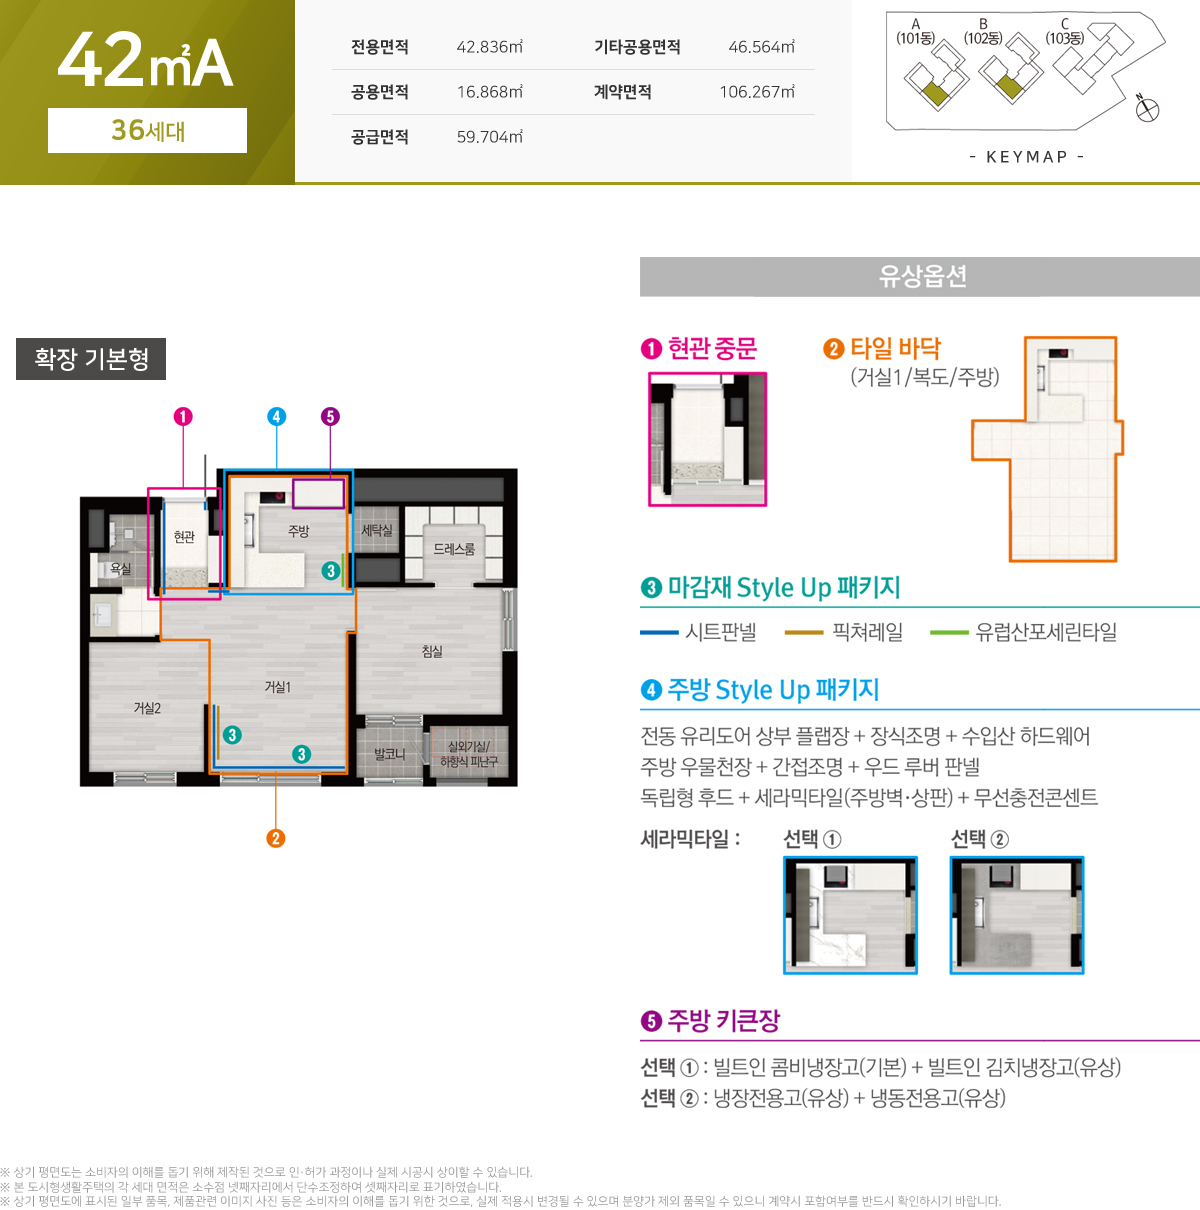 42㎡A
36세대
전용면적 42.836㎡ 기타공용면적 46.564㎡
공용면적 16.868㎡ 계약면적 106.267㎡
공급면적 59.704㎡
A (101동)
B (102동)
C (103동)
N
- KEYMAP -
유상옵션
확장 기본형
1 현관 중문
2 타일 바닥
(거실1/복도/주방)
1
4
5
현관
주방
세탁실
드레스룸
욕실
3
침실
거실1
거실2
3
3
발코니
실외기실/
하향식 피난구
2
3 마감재 Style Up 패키지
시트판넬 픽쳐레일 유럽산포세린타일
4 주방 Style Up 패키지
전동 유리도어 상부 플랩장 + 장식조명 + 수입산 하드웨어
주방 우물천장 + 간접조명 + 우드 루버 판넬
독립형 후드 + 세라믹타일(주방벽·상판) + 무선충전콘센트
세라믹타일 : 선택 ① 선택 ②
5 주방 키큰장
선택 ① : 빌트인 콤비냉장고(기본) + 빌트인 김치냉장고(유상)
선택 ② : 냉장전용고(유상) + 냉동전용고(유상)
※ 상기 평면도는 소비자의 이해를 돕기 위해 제작된 것으로 인·허가 과정이나 실제 시공시 상이할 수 있습니다.
※ 본 도시형생활주택의 각 세대 면적은 소수점 넷째자리에서 단수조정하여 셋째자리로 표기하였습니다.
※ 상기 평면도에 표시된 일부 품목, 제품관련 이미지 사진 등은 소비자의 이해를 돕기 위한 것으로, 실제 적용시 변경될 수 있으며 분양가 제외 품목일 수 있으니 계약시 포함여부를 반드시 확인하시기 바랍니다.